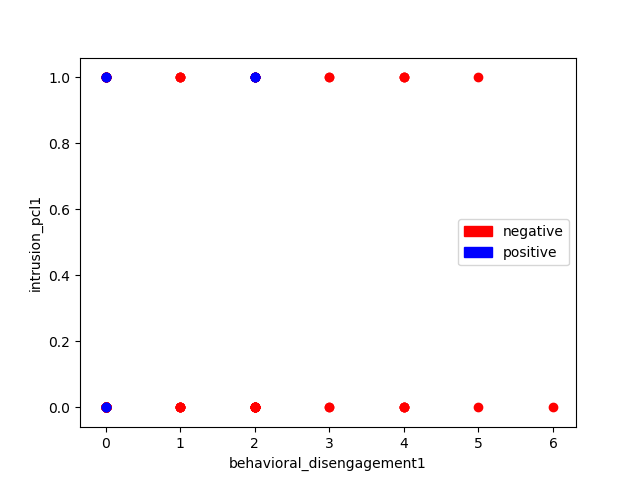 1.0
0.8
0.6
0.4
0.2
0.0
intrusion_pcl1
negative
positive
0 1 2 3 4 5 6
behavioral_disengagement1